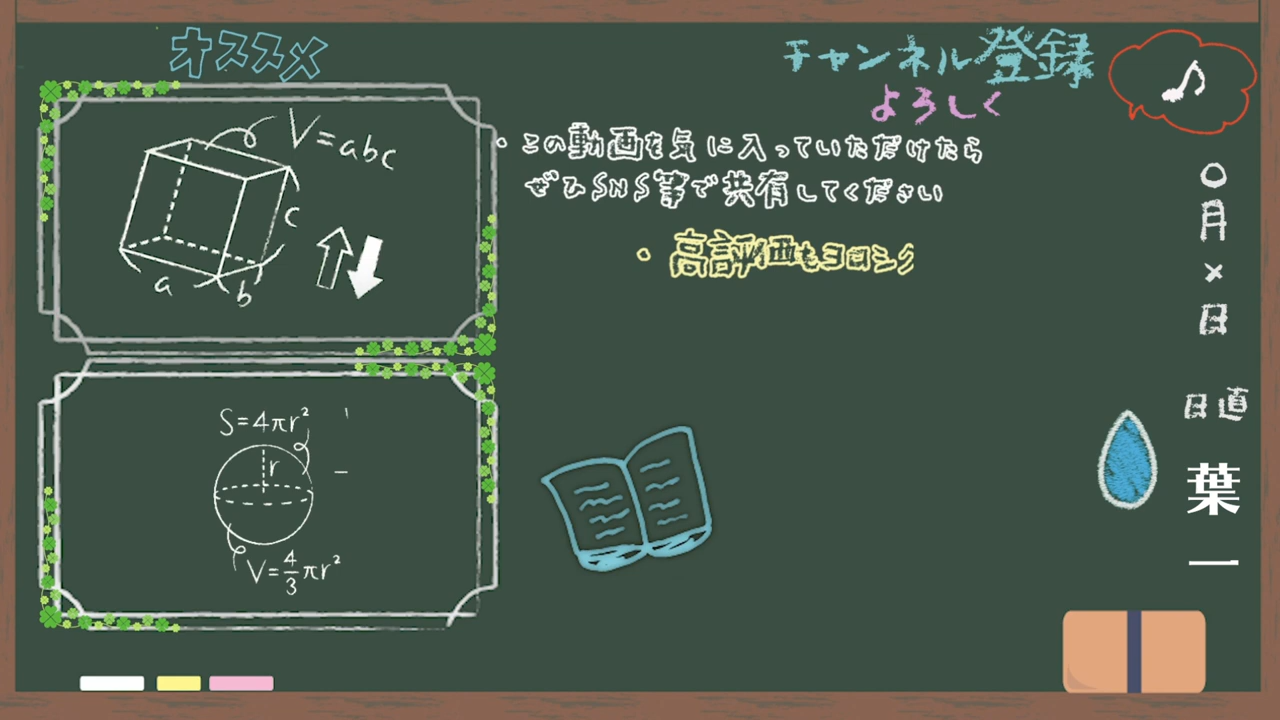 オススメ
チャンネル登録
よろしく
♪
・この動画を気に入っていただけたら
ぜひSNS等で共有してください
・高評価もヨロシク
V=abc
c
a
b
S=4πr²
r
V=4/3πr²
〇月×日
日直
葉一